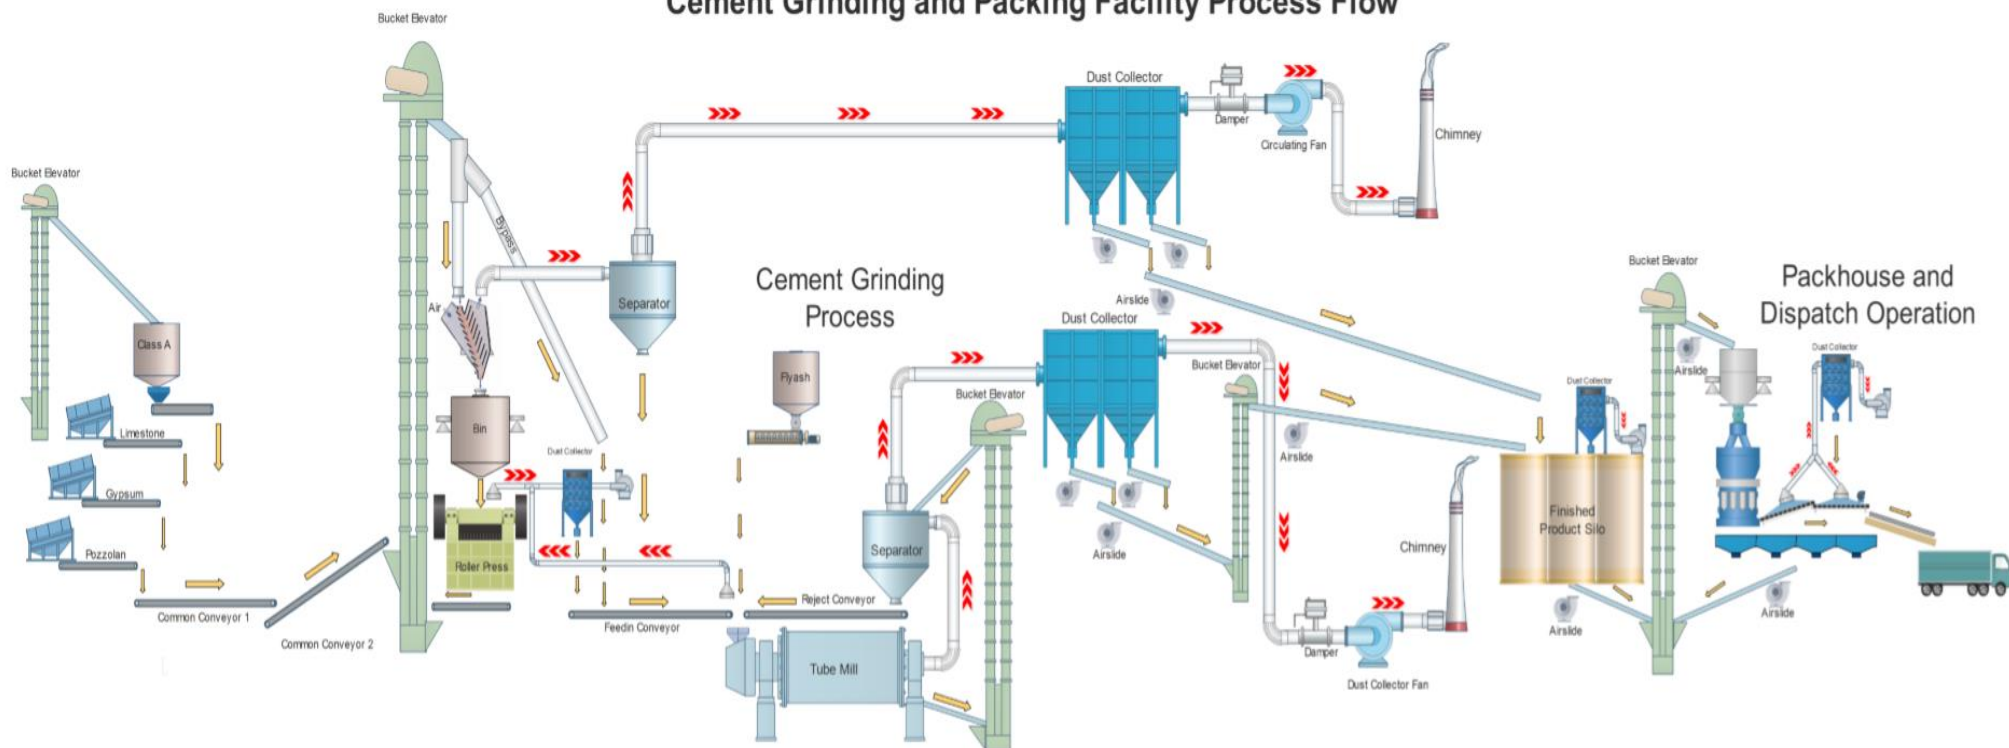 Cement Grinding and Packing Facility Process Flow
Bucket Elevator
Bucket Elevator
Class A
Limestone
Gypsum
Pozzolan
Common Conveyor 1
Common Conveyor 2
Bypass
Air
Bin
Roller Press
Separator
Dust Collector
Feedin Conveyor
Cement Grinding
Process
Flyash
Reject Conveyor
Tube Mill
Separator
Bucket Elevator
Dust Collector
Damper
Circulating Fan
Chimney
Airslide
Dust Collector
Airslide
Bucket Elevator
Airslide
Damper
Dust Collector Fan
Chimney
Dust Collector
Finished
Product Silo
Airslide
Bucket Elevator
Airslide
Airslide
Packhouse and
Dispatch Operation
Dust Collector